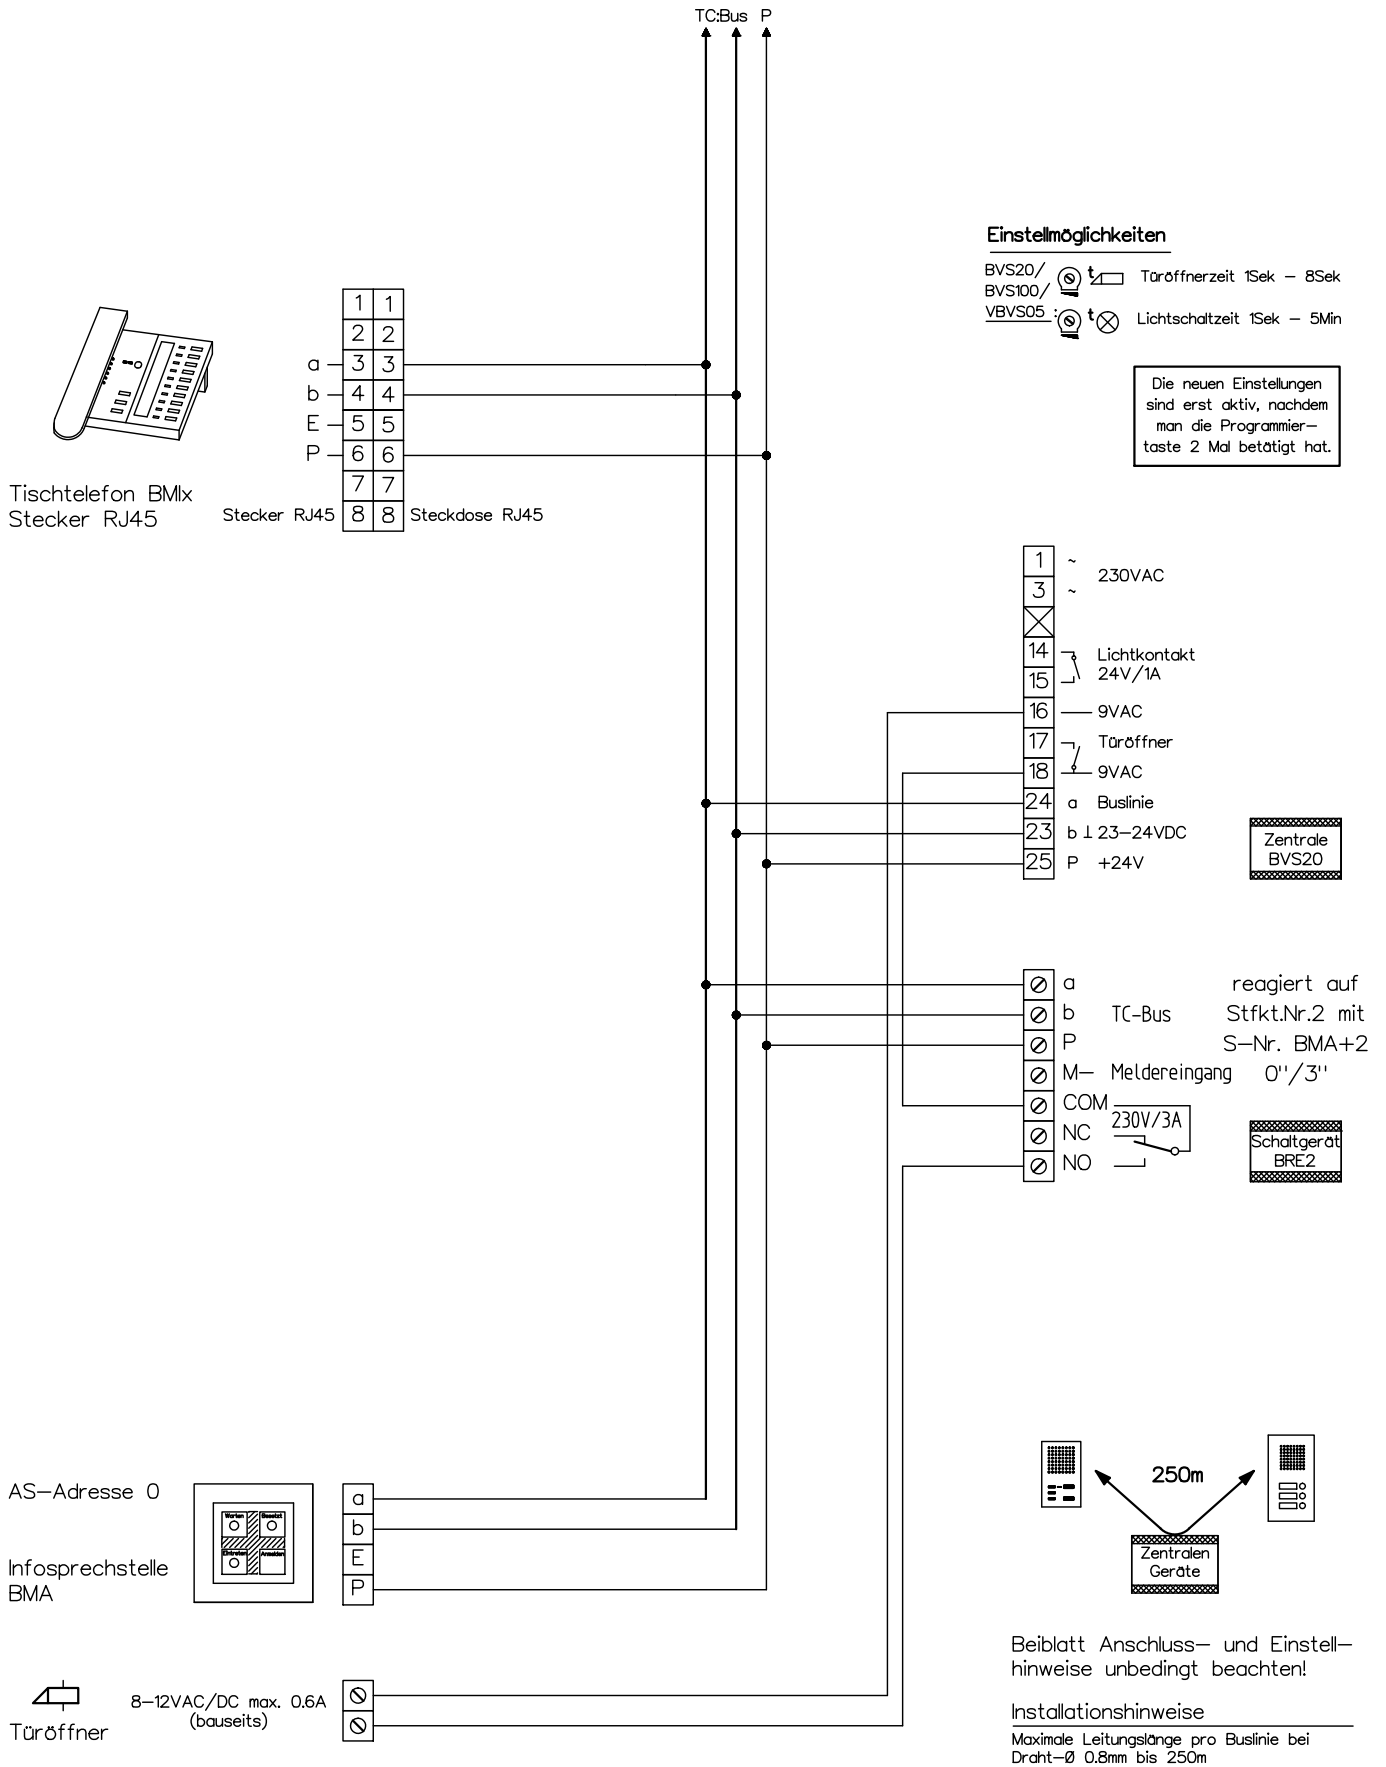 TC:Bus P
Einstellmöglichkeiten
BVS20/
BVS100/
VBVS05 :
t Türöffnerzeit 1Sek – 8Sek
t Lichtschaltzeit 1Sek – 5Min
Die neuen Einstellungen
sind erst aktiv, nachdem
man die Programmier–
taste 2 Mal betätigt hat.
1 1
2 2
a 3 3
b 4 4
E 5 5
P 6 6
7 7
Stecker RJ45 8 8 Steckdose RJ45
Tischtelefon BMIx
Stecker RJ45
1 ~
230VAC
3 ~
14 Lichtkontakt
15 24V/1A
16 9VAC
17 Türöffner
18 9VAC
24 a Buslinie
23 b ⊥ 23–24VDC
25 P +24V
Zentrale
BVS20
a
b TC-Bus
P
M– Meldereingang
COM
230V/3A
NC
NO
reagiert auf
Stfkt.Nr.2 mit
S–Nr. BMA+2
0''/3''
Schaltgerät
BRE2
AS–Adresse 0
Infosprechstelle
BMA
Warten Besetzt
Eintreten Anmelden
a
b
E
P
250m
Zentralen
Geräte
Türöffner
8–12VAC/DC max. 0.6A
(bauseits)
Beiblatt Anschluss– und Einstell–
hinweise unbedingt beachten!
Installationshinweise
Maximale Leitungslänge pro Buslinie bei
Draht–Ø 0.8mm bis 250m